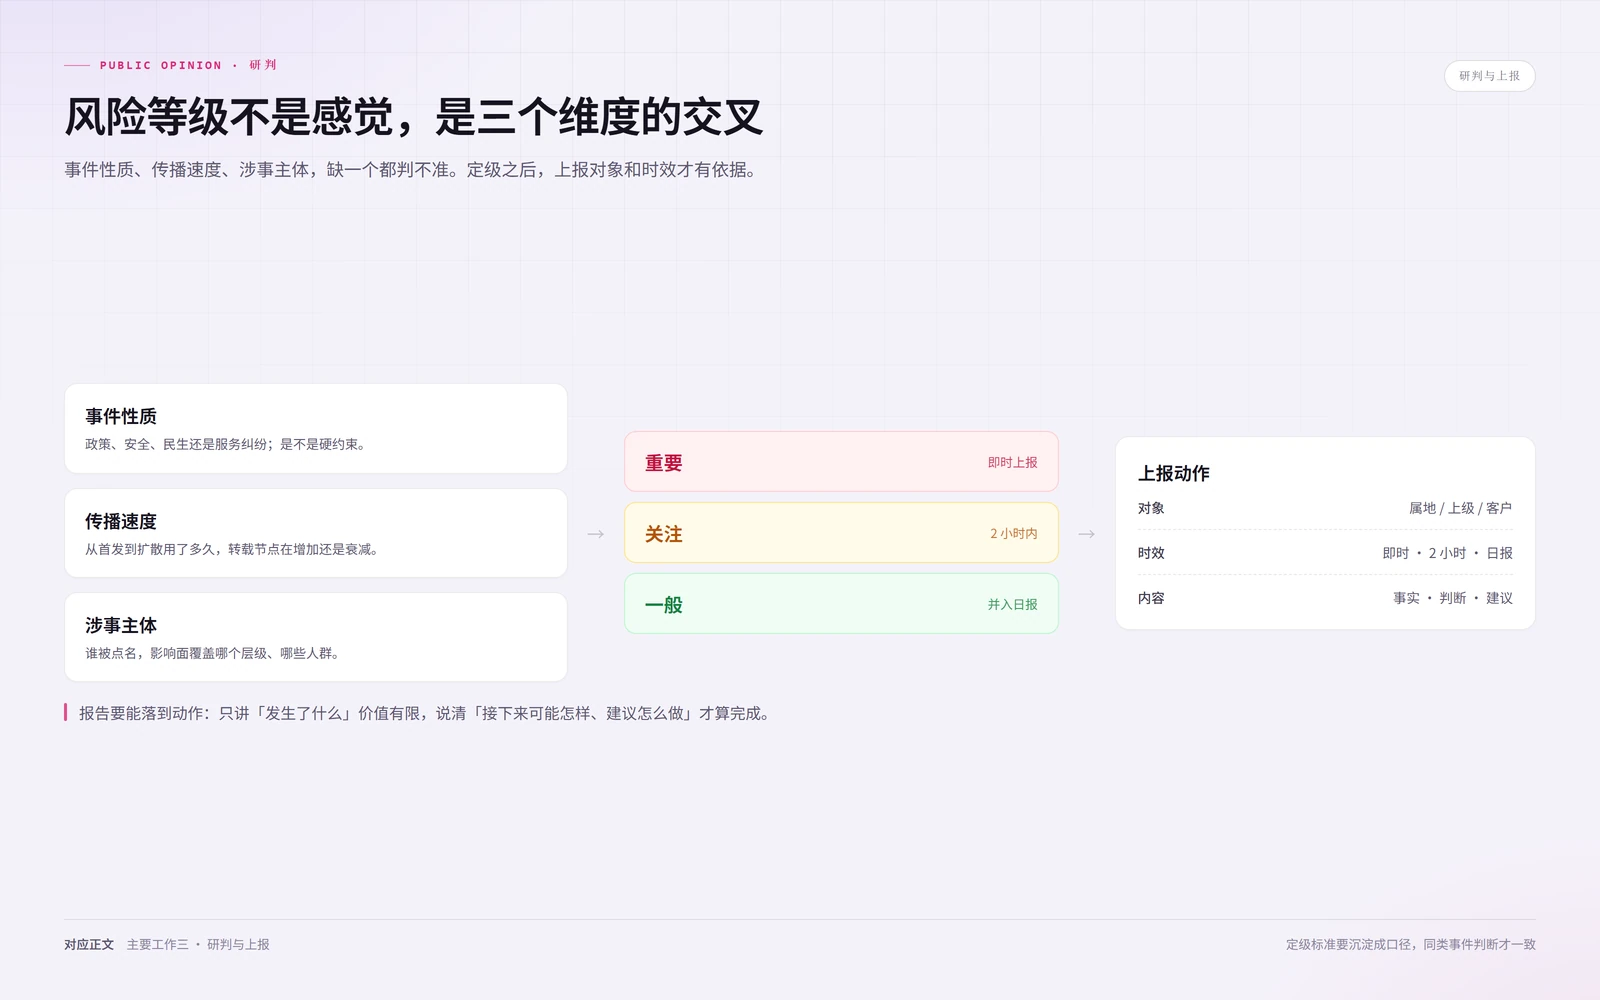 PUBLIC OPINION · 研判
研判与上报
风险等级不是感觉，是三个维度的交叉
事件性质、传播速度、涉事主体，缺一个都判不准。定级之后，上报对象和时效才有依据。
事件性质
政策、安全、民生还是服务纠纷；是不是硬约束。
传播速度
从首发到扩散用了多久，转载节点在增加还是衰减。
涉事主体
谁被点名，影响面覆盖哪个层级、哪些人群。
→
重要 即时上报
关注 2 小时内
一般 并入日报
→
上报动作
对象 属地 / 上级 / 客户
时效 即时 · 2 小时 · 日报
内容 事实 · 判断 · 建议
报告要能落到动作：只讲「发生了什么」价值有限，说清「接下来可能怎样、建议怎么做」才算完成。
对应正文 主要工作三 · 研判与上报
定级标准要沉淀成口径，同类事件判断才一致